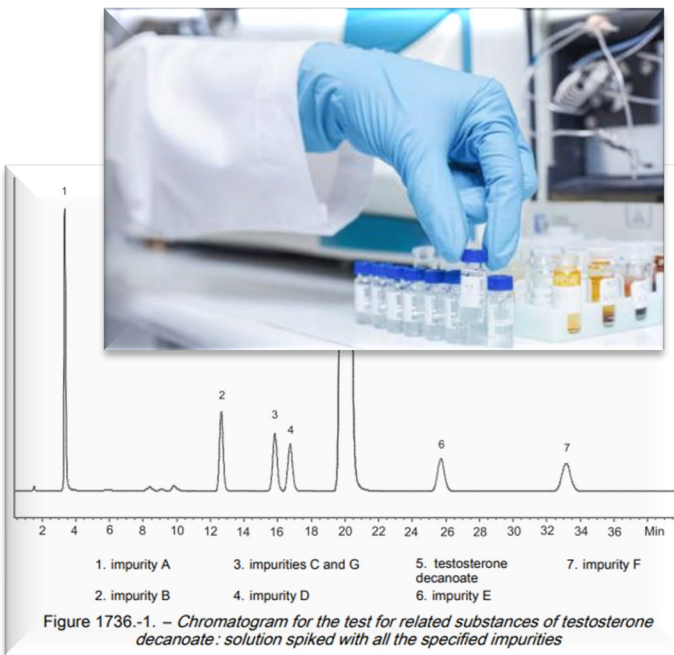 1
2
3
4
6
7
2 4 6 8 10 12 14 16 18 20 22 24 26 28 30 32 34 36 Min
1. impurity A 3. impurities C and G 5. testosterone decanoate 7. impurity F
2. impurity B 4. impurity D 6. impurity E
Figure 1736.-1. – Chromatogram for the test for related substances of testosterone
decanoate: solution spiked with all the specified impurities